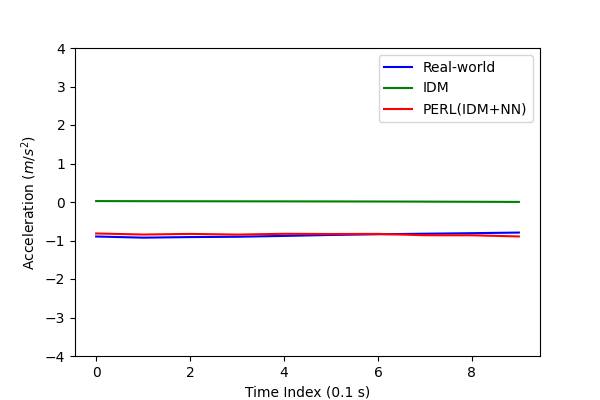 Real-world
IDM
PERL(IDM+NN)
4
3
2
1
0
−1
−2
−3
−4
Acceleration (m/s²)
0
2
4
6
8
Time Index (0.1 s)